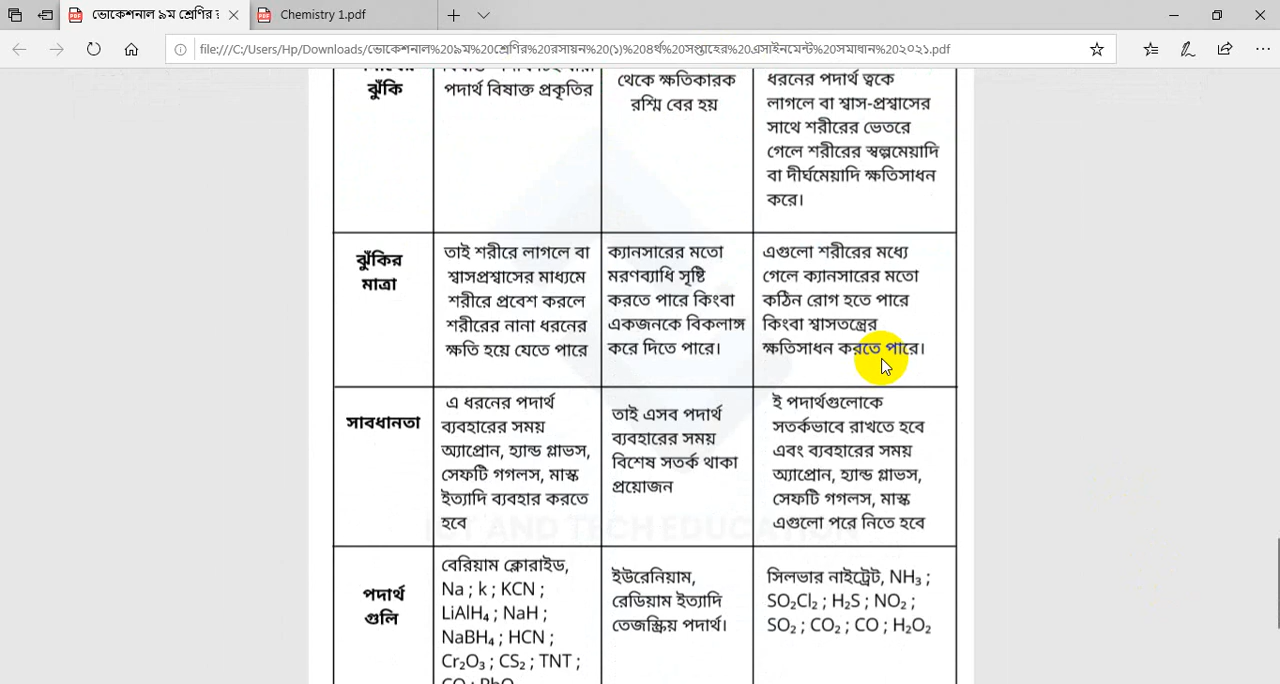 ভোকেশনাল ৯ম শ্রেণির র
Chemistry 1.pdf
file:///C:/Users/Hp/Downloads/ভোকেশনাল%20৯ম%20শ্রেণির%20রসায়ন%20(১)%20৪র্থ%20সপ্তাহের%20এসাইনমেন্ট%20সমাধান%20২০২১.pdf
ঝুঁকি
পদার্থ বিষাক্ত প্রকৃতির
থেকে ক্ষতিকারক
রশ্মি বের হয়
ধরনের পদার্থ ত্বকে
লাগলে বা শ্বাস-প্রশ্বাসের
সাথে শরীরের ভেতরে
গেলে শরীরের স্বল্পমেয়াদি
বা দীর্ঘমেয়াদি ক্ষতিসাধন
করে।
ঝুঁকির
মাত্রা
তাই শরীরে লাগলে বা
শ্বাসপ্রশ্বাসের মাধ্যমে
শরীরে প্রবেশ করলে
শরীরের নানা ধরনের
ক্ষতি হয়ে যেতে পারে
ক্যানসারের মতো
মরণব্যাধি সৃষ্টি
করতে পারে কিংবা
একজনকে বিকলাঙ্গ
করে দিতে পারে।
এগুলো শরীরের মধ্যে
গেলে ক্যানসারের মতো
কঠিন রোগ হতে পারে
কিংবা শ্বাসতন্ত্রের
ক্ষতিসাধন করতে পারে।
সাবধানতা
এ ধরনের পদার্থ
ব্যবহারের সময়
অ্যাপ্রোন, হ্যান্ড গ্লাভস,
সেফটি গগলস, মাস্ক
ইত্যাদি ব্যবহার করতে
হবে
তাই এসব পদার্থ
ব্যবহারের সময়
বিশেষ সতর্ক থাকা
প্রয়োজন
ই পদার্থগুলোকে
সতর্কভাবে রাখতে হবে
এবং ব্যবহারের সময়
অ্যাপ্রোন, হ্যান্ড গ্লাভস,
সেফটি গগলস, মাস্ক
এগুলো পরে নিতে হবে
ICT AND TECH EDUCATION
পদার্থ
গুলি
বেরিয়াম ক্লোরাইড,
Na ; k ; KCN ;
LiAlH₄ ; NaH ;
NaBH₄ ; HCN ;
Cr₂O₃ ; CS₂ ; TNT ;
ইউরেনিয়াম,
রেডিয়াম ইত্যাদি
তেজস্ক্রিয় পদার্থ।
সিলভার নাইট্রেট, NH₃ ;
SO₂Cl₂ ; H₂S ; NO₂ ;
SO₂ ; CO₂ ; CO ; H₂O₂